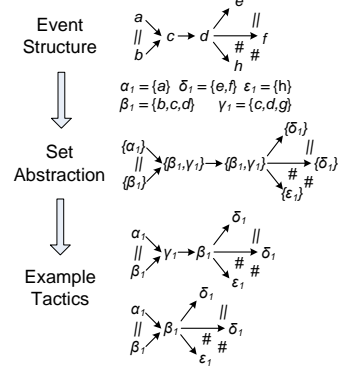 Event
Structure
a
||
b
c
d
e
||
f
# #
h
α1 = {a} δ1 = {e,f} ε1 = {h}
β1 = {b,c,d} γ1 = {c,d,g}
Set
Abstraction
{α1}
||
{β1}
{β1,γ1}
{β1,γ1}
{δ1}
||
{δ1}
# #
{ε1}
Example
Tactics
α1
||
β1
γ1
β1
δ1
||
δ1
# #
ε1
α1
||
β1
β1
δ1
||
δ1
# #
ε1